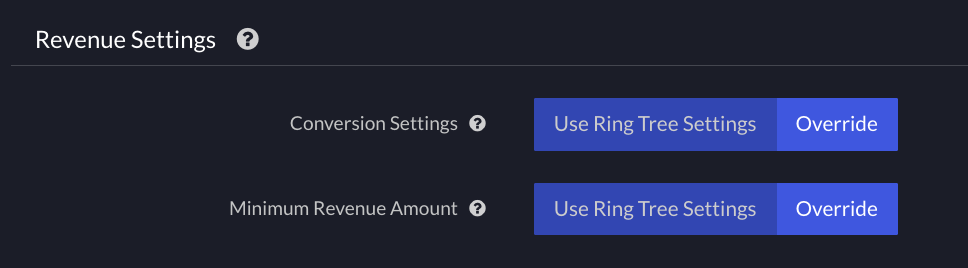 Revenue Settings ?
Conversion Settings ? Use Ring Tree Settings Override
Minimum Revenue Amount ? Use Ring Tree Settings Override